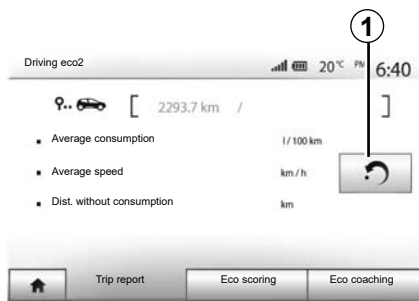 1
Driving eco2 20°C PM 6:40
[ 2293.7 km / ]
Average consumption l / 100 km
Average speed km / h
Dist. without consumption km
Trip report Eco scoring Eco coaching